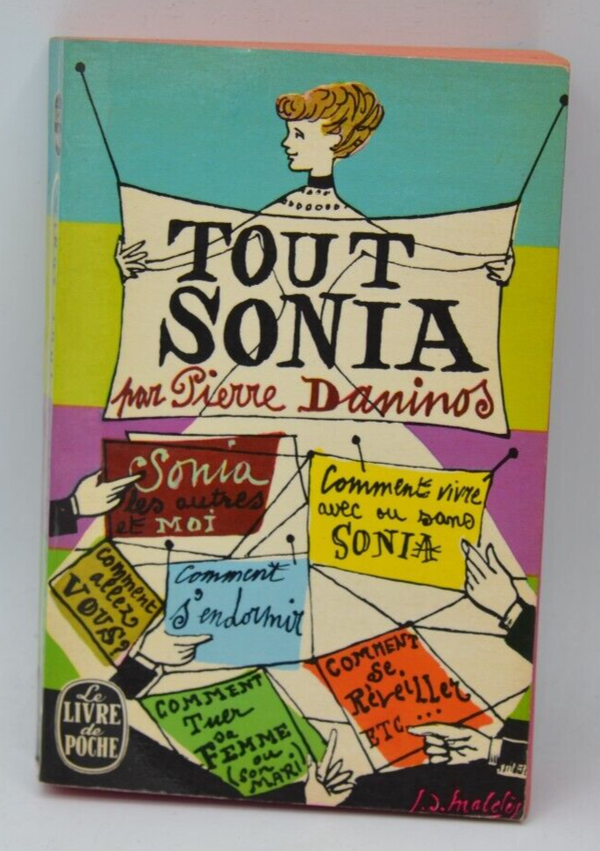 TOUT
SONIA
par Pierre Daninos
Sonia
les autres
et MOI
Comment vivre
avec ou sans
SONIA
Comment
allez
VOUS?
Comment
s'endormir
COMMENT
Se
Réveiller
ETC....
COMMENT
Tuer
sa
FEMME
ou
(son
MARI)
Le
LIVRE
de
POCHE